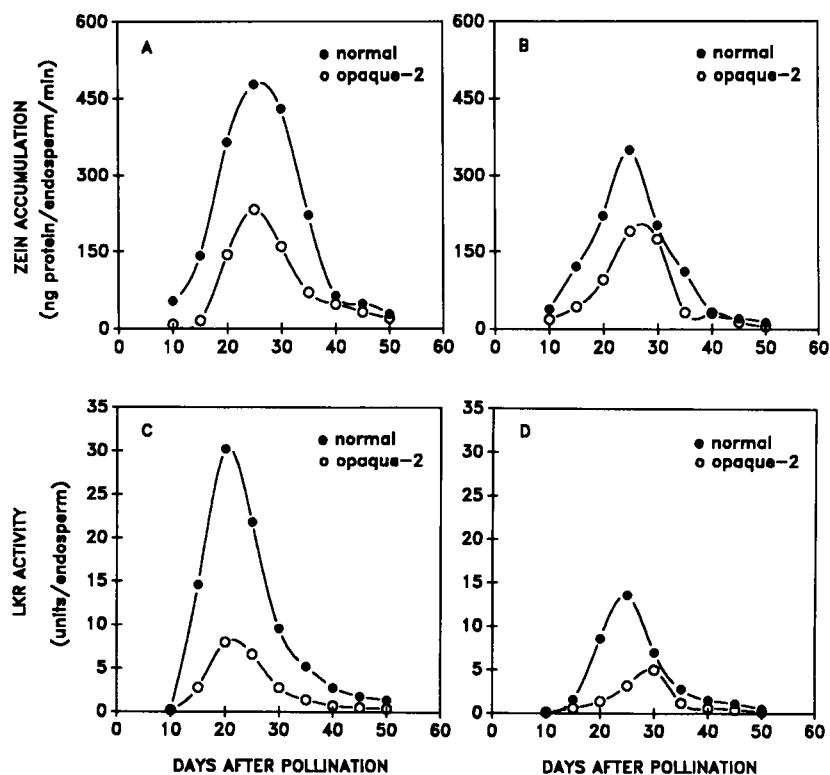 ZEIN ACCUMULATION
(ng protein/endosperm/min)
600
450
300
150
0
A
normal
opaque-2
0 10 20 30 40 50 60
600
450
300
150
0
B
normal
opaque-2
0 10 20 30 40 50 60
LKR ACTIVITY
(units/endosperm)
35
30
25
20
15
10
5
0
C
normal
opaque-2
0 10 20 30 40 50 60
DAYS AFTER POLLINATION
35
30
25
20
15
10
5
0
D
normal
opaque-2
0 10 20 30 40 50 60
DAYS AFTER POLLINATION